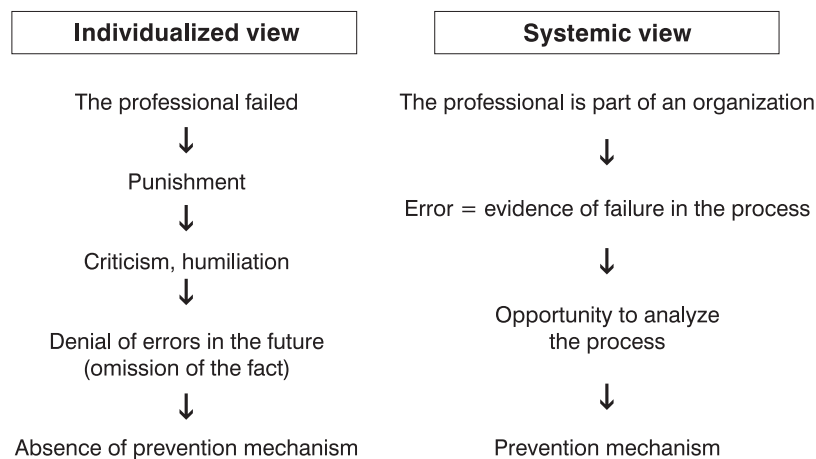 Individualized view
The professional failed
↓
Punishment
↓
Criticism, humiliation
↓
Denial of errors in the future
(omission of the fact)
↓
Absence of prevention mechanism
Systemic view
The professional is part of an organization
↓
Error = evidence of failure in the process
↓
Opportunity to analyze
the process
↓
Prevention mechanism